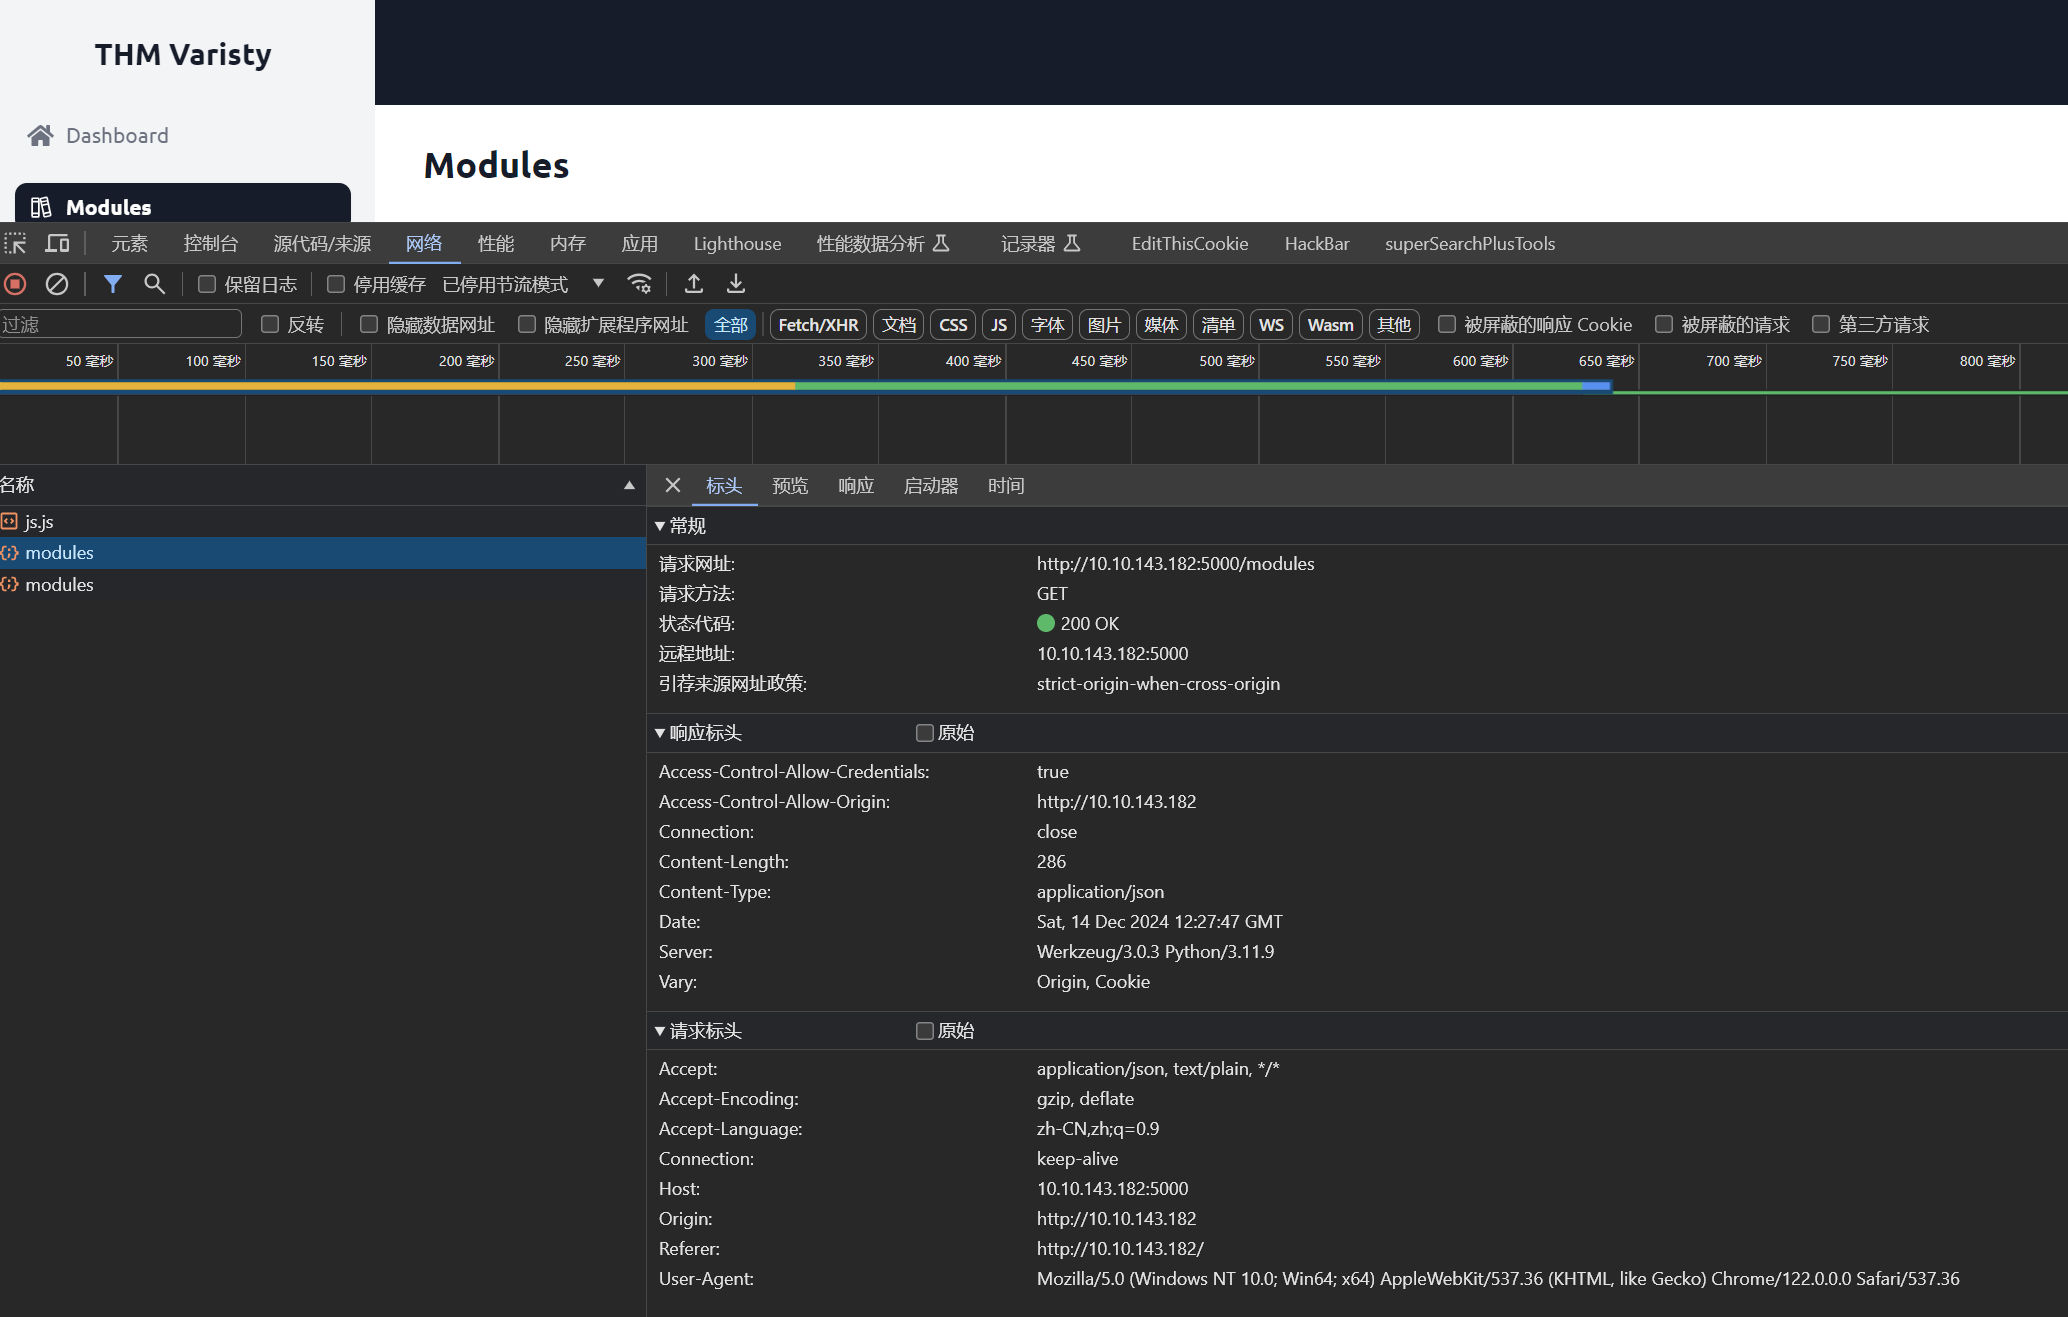 THM Varisty
Dashboard
Modules
Modules
元素 控制台 源代码/来源 网络 性能 内存 应用 Lighthouse 性能数据分析 记录器 EditThisCookie HackBar superSearchPlusTools
保留日志 停用缓存 已停用节流模式
过滤 反转 隐藏数据网址 隐藏扩展程序网址 全部 Fetch/XHR 文档 CSS JS 字体 图片 媒体 清单 WS Wasm 其他 被屏蔽的响应 Cookie 被屏蔽的请求 第三方请求
50 毫秒 100 毫秒 150 毫秒 200 毫秒 250 毫秒 300 毫秒 350 毫秒 400 毫秒 450 毫秒 500 毫秒 550 毫秒 600 毫秒 650 毫秒 700 毫秒 750 毫秒 800 毫秒
名称
js.js
modules
modules
标头 预览 响应 启动器 时间
常规
请求网址: http://10.10.143.182:5000/modules
请求方法: GET
状态代码: 200 OK
远程地址: 10.10.143.182:5000
引荐来源网址政策: strict-origin-when-cross-origin
响应标头 原始
Access-Control-Allow-Credentials: true
Access-Control-Allow-Origin: http://10.10.143.182
Connection: close
Content-Length: 286
Content-Type: application/json
Date: Sat, 14 Dec 2024 12:27:47 GMT
Server: Werkzeug/3.0.3 Python/3.11.9
Vary: Origin, Cookie
请求标头 原始
Accept: application/json, text/plain, */*
Accept-Encoding: gzip, deflate
Accept-Language: zh-CN,zh;q=0.9
Connection: keep-alive
Host: 10.10.143.182:5000
Origin: http://10.10.143.182
Referer: http://10.10.143.182/
User-Agent: Mozilla/5.0 (Windows NT 10.0; Win64; x64) AppleWebKit/537.36 (KHTML, like Gecko) Chrome/122.0.0.0 Safari/537.36